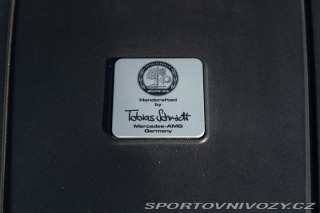 Handcrafted
by
Tobias Schmidt
Mercedes-AMG
Germany
SPORTOVNIVOZY.CZ